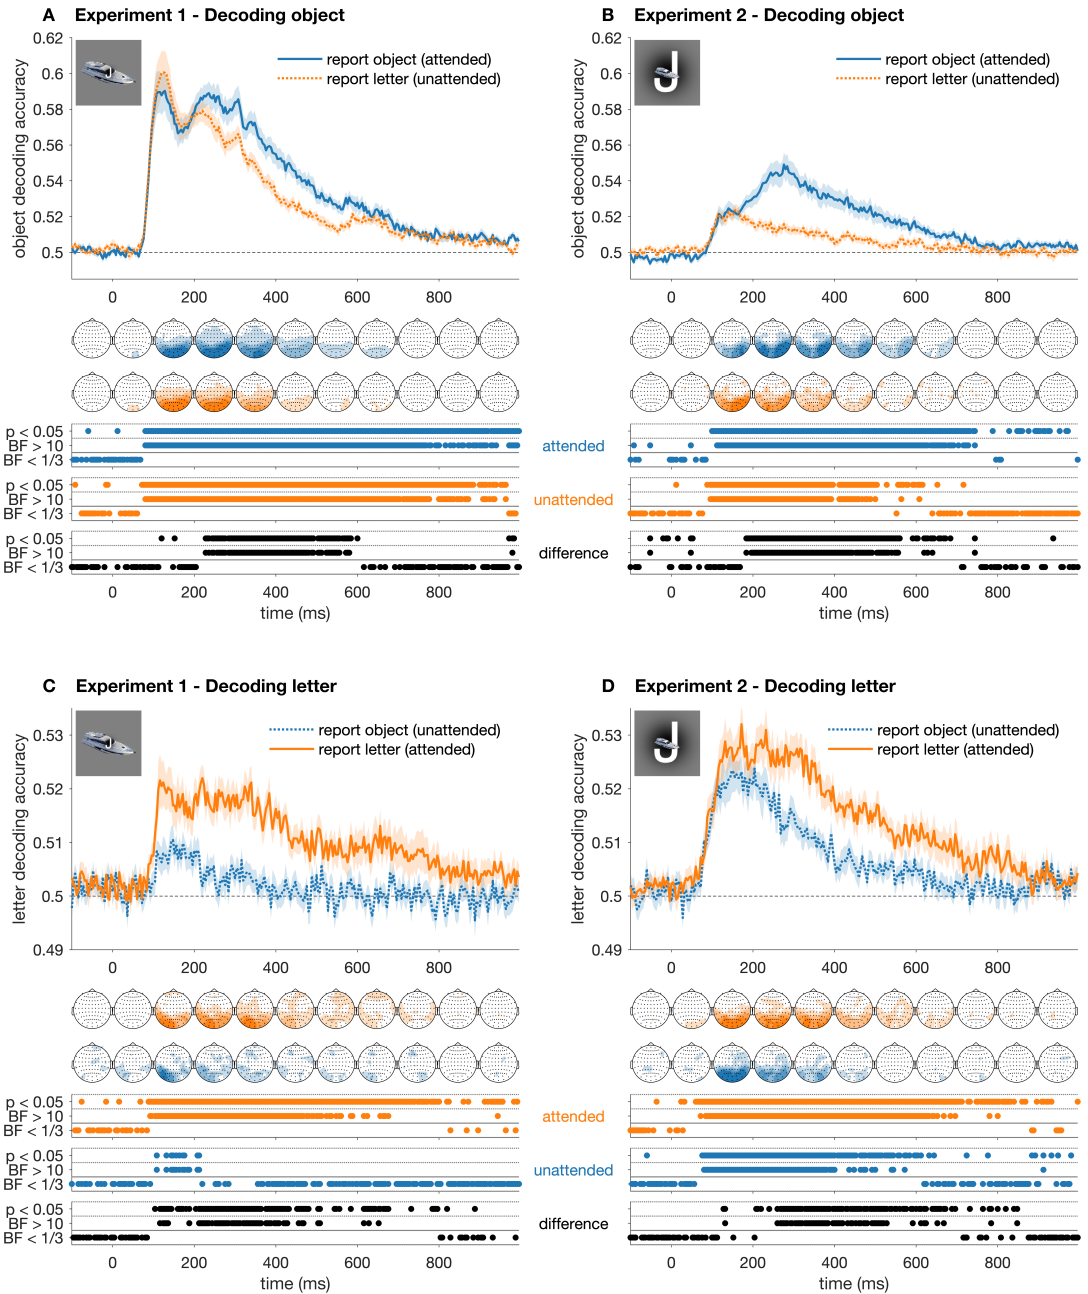 A Experiment 1 - Decoding object
0.62
0.6
0.58
0.56
0.54
0.52
0.5
object decoding accuracy
report object (attended)
report letter (unattended)
0 200 400 600 800
p < 0.05
BF > 10
BF < 1/3
p < 0.05
BF > 10
BF < 1/3
p < 0.05
BF > 10
BF < 1/3
0 200 400 600 800
time (ms)
attended
unattended
difference
B Experiment 2 - Decoding object
0.62
0.6
0.58
0.56
0.54
0.52
0.5
object decoding accuracy
J
report object (attended)
report letter (unattended)
0 200 400 600 800
0 200 400 600 800
time (ms)
C Experiment 1 - Decoding letter
0.53
0.52
0.51
0.5
0.49
letter decoding accuracy
report object (unattended)
report letter (attended)
0 200 400 600 800
p < 0.05
BF > 10
BF < 1/3
p < 0.05
BF > 10
BF < 1/3
p < 0.05
BF > 10
BF < 1/3
0 200 400 600 800
time (ms)
attended
unattended
difference
D Experiment 2 - Decoding letter
0.53
0.52
0.51
0.5
0.49
letter decoding accuracy
J
report object (unattended)
report letter (attended)
0 200 400 600 800
0 200 400 600 800
time (ms)